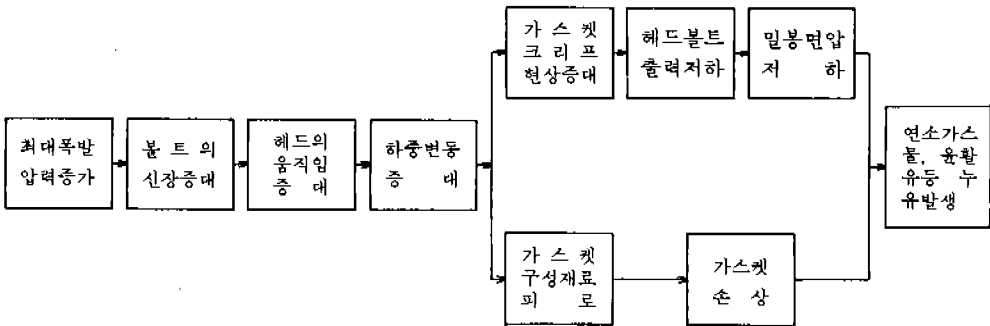 최대폭발
압력증가
볼트의
신장증대
헤드의
움직임
증대
하중변동
증대
가스켓
크리프
현상증대
헤드볼트
출력저하
밀봉면압
저하
가스켓
구성재료
피로
가스켓
손상
연소가스
물, 윤활
유등 누
유발생